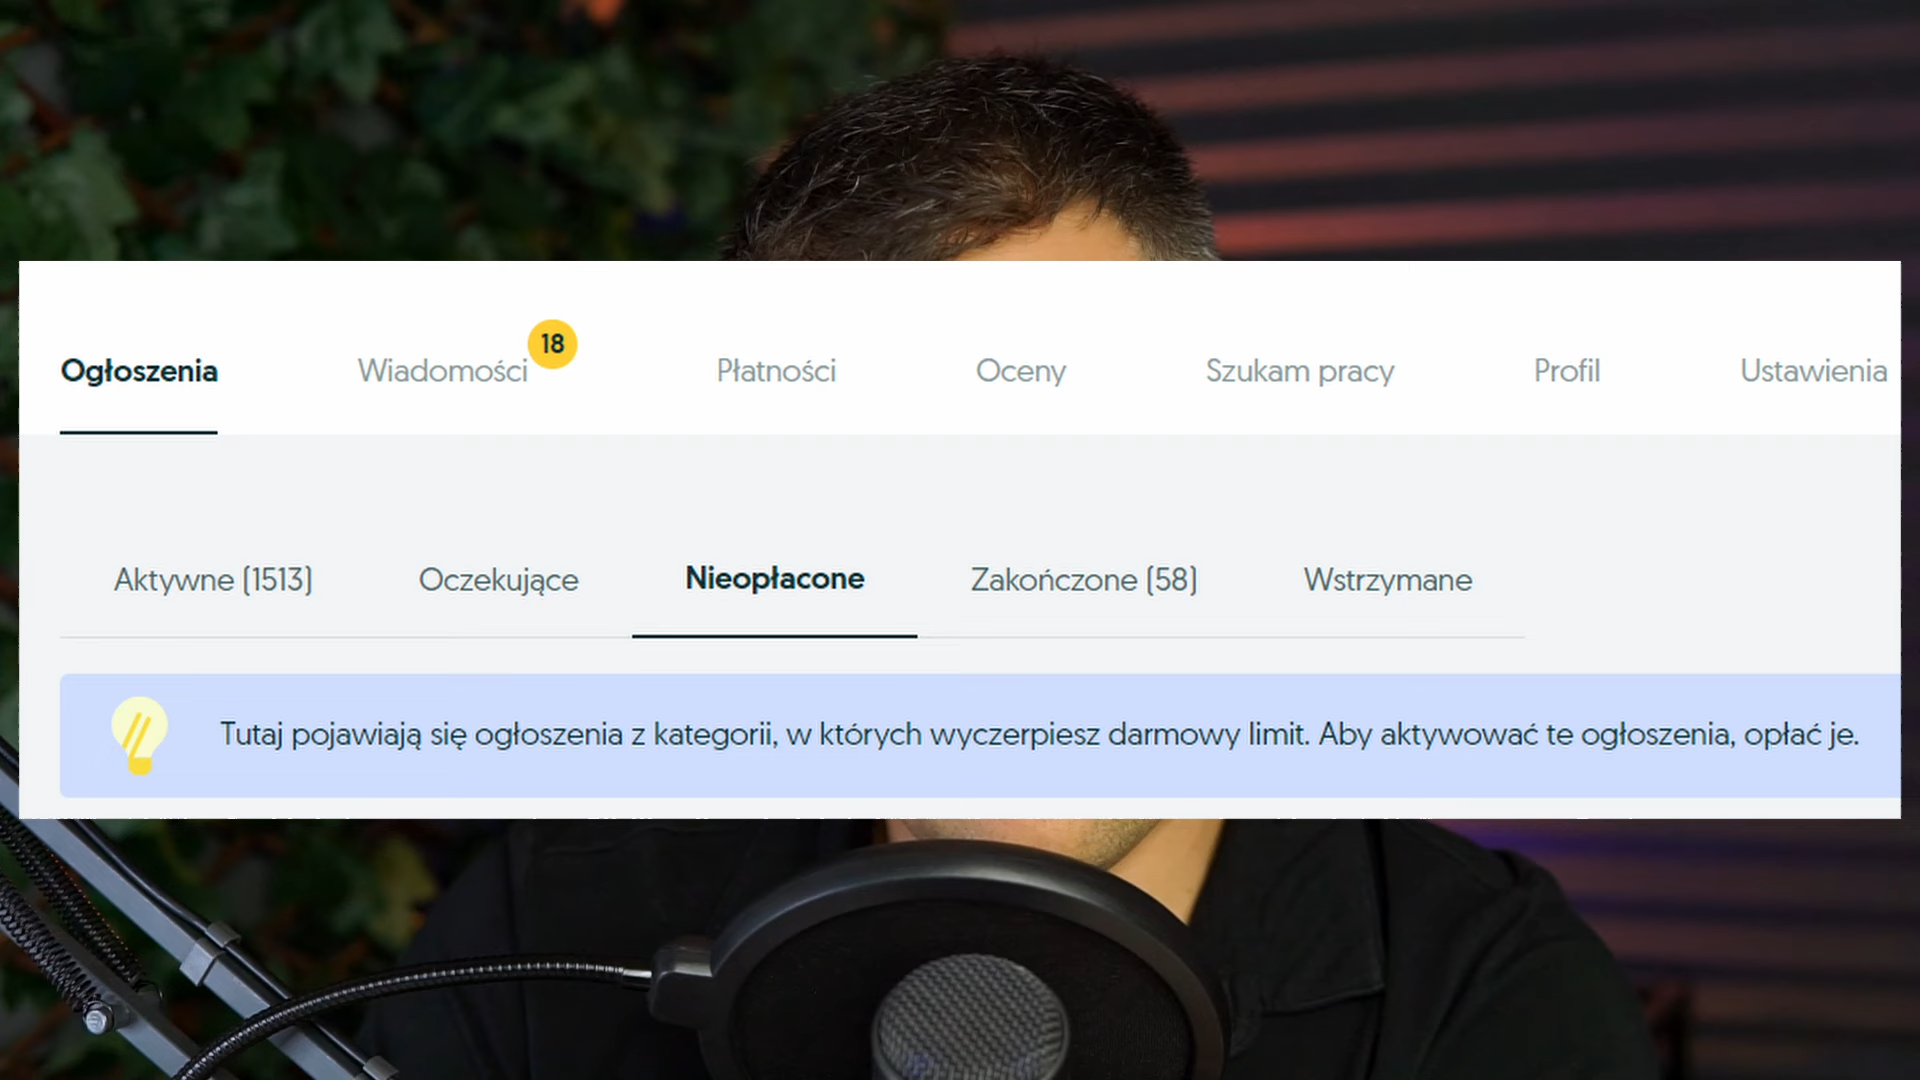 Ogłoszenia Wiadomości 18 Płatności Oceny Szukam pracy Profil Ustawienia
Aktywne (1513) Oczekujące Nieopłacone Zakończone (58) Wstrzymane
Tutaj pojawiają się ogłoszenia z kategorii, w których wyczerpiesz darmowy limit. Aby aktywować te ogłoszenia, opłać je.